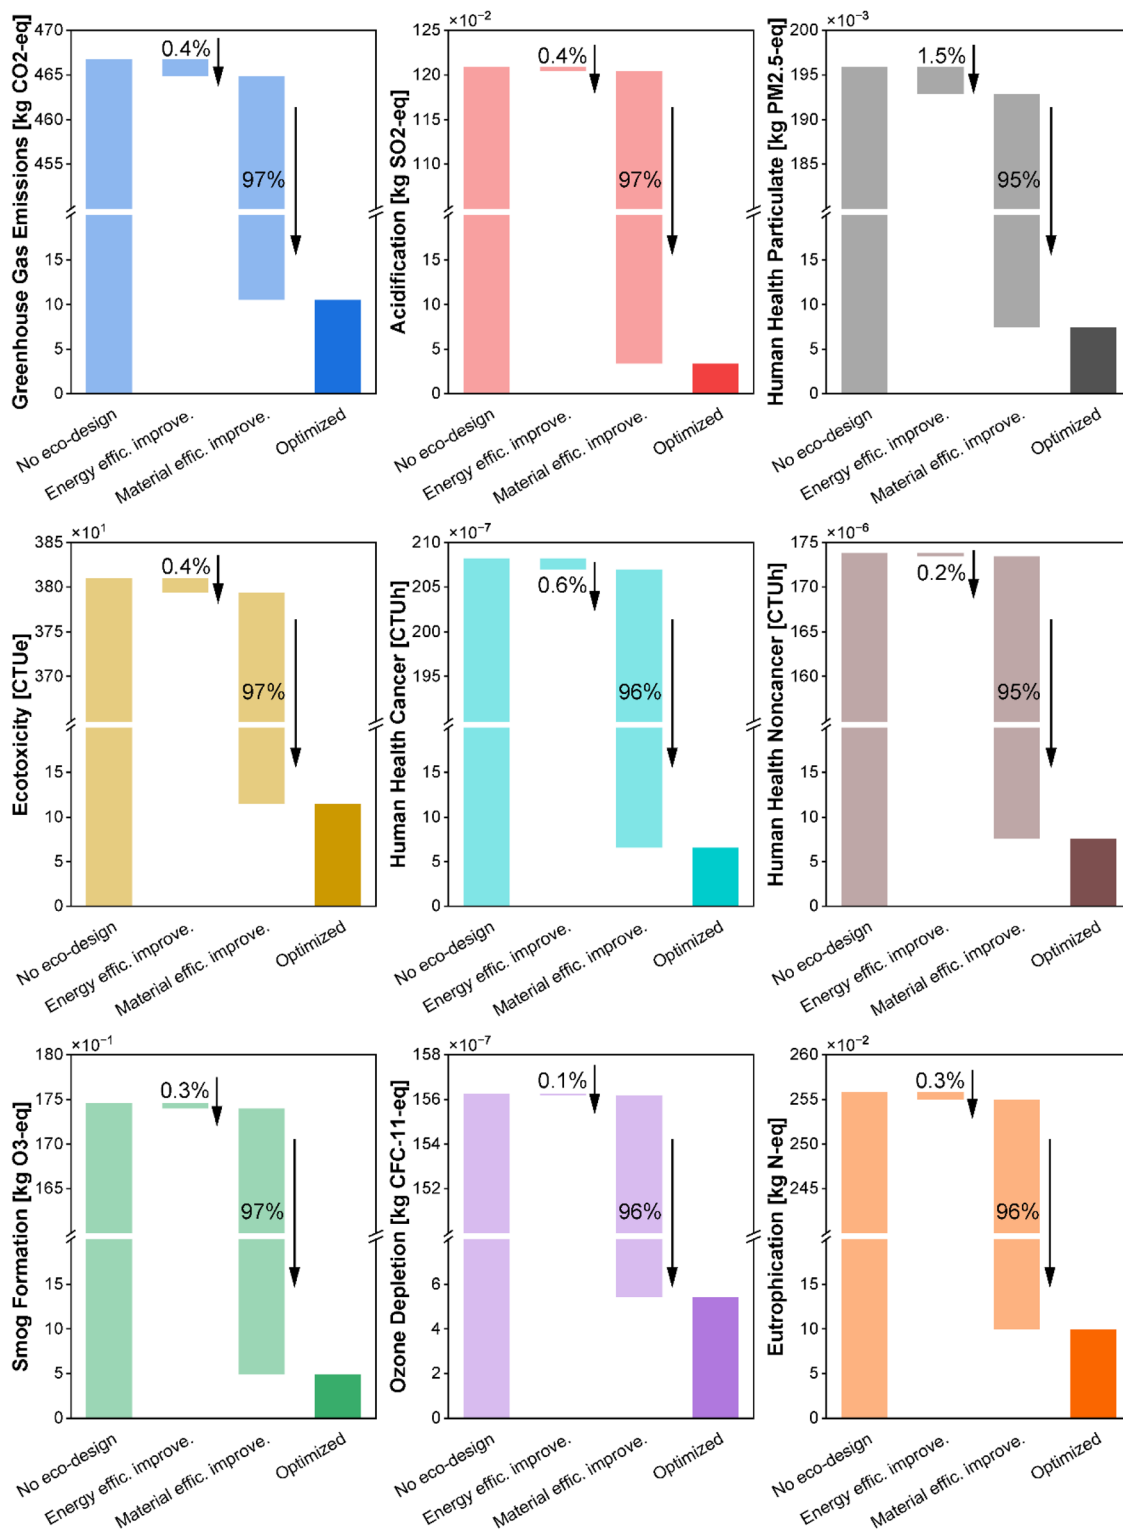 Greenhouse Gas Emissions [kg CO2-eq]
470
465
460
455
15
10
5
0
0.4%
97%
No eco-design
Energy effic. improve.
Material effic. improve.
Optimized
Acidification [kg SO2-eq]
×10⁻²
125
120
115
110
15
10
5
0
0.4%
97%
No eco-design
Energy effic. improve.
Material effic. improve.
Optimized
Human Health Particulate [kg PM2.5-eq]
×10⁻³
200
195
190
185
15
10
5
0
1.5%
95%
No eco-design
Energy effic. improve.
Material effic. improve.
Optimized
Ecotoxicity [CTUe]
×10¹
385
380
375
370
15
10
5
0
0.4%
97%
No eco-design
Energy effic. improve.
Material effic. improve.
Optimized
Human Health Cancer [CTUh]
×10⁻⁷
210
205
200
195
15
10
5
0
0.6%
96%
No eco-design
Energy effic. improve.
Material effic. improve.
Optimized
Human Health Noncancer [CTUh]
×10⁻⁶
174
170
166
160
15
10
5
0
0.2%
95%
No eco-design
Energy effic. improve.
Material effic. improve.
Optimized
Smog Formation [kg O3-eq]
×10⁻¹
180
175
170
165
15
10
5
0
0.3%
97%
No eco-design
Energy effic. improve.
Material effic. improve.
Optimized
Ozone Depletion [kg CFC-11-eq]
×10⁻⁷
158
156
154
152
6
4
2
0
0.1%
96%
No eco-design
Energy effic. improve.
Material effic. improve.
Optimized
Eutrophication [kg N-eq]
×10⁻²
260
255
250
245
15
10
5
0
0.3%
96%
No eco-design
Energy effic. improve.
Material effic. improve.
Optimized